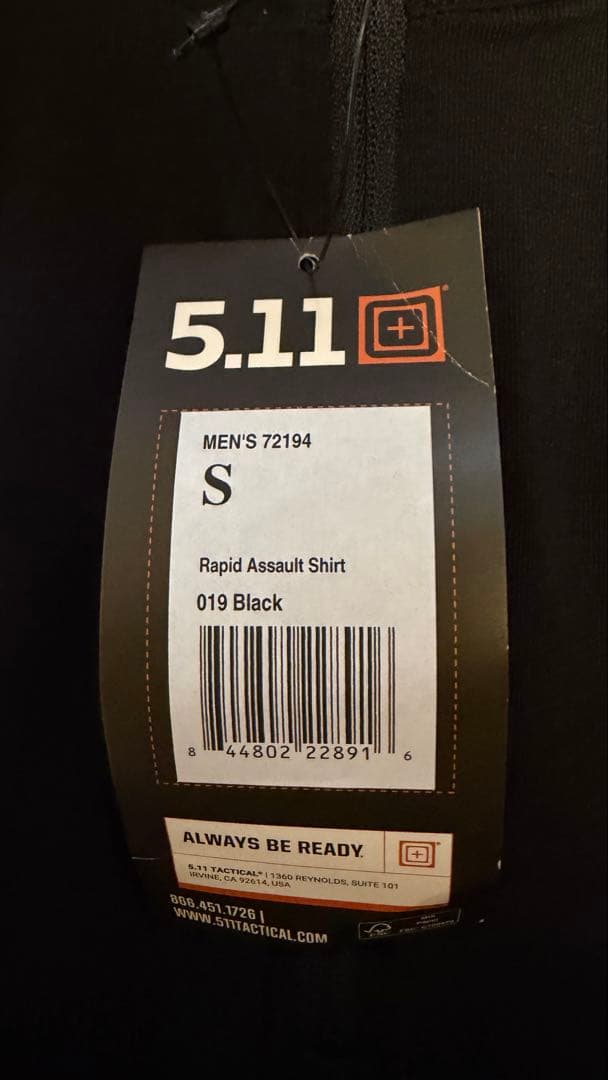 5.11
MEN'S 72194
S
Rapid Assault Shirt
019 Black
8 44802 22891 6
ALWAYS BE READY.
5.11 TACTICAL® | 1360 REYNOLDS, SUITE 101
IRVINE, CA 92614, USA
866.451.1726 |
WWW.511TACTICAL.COM